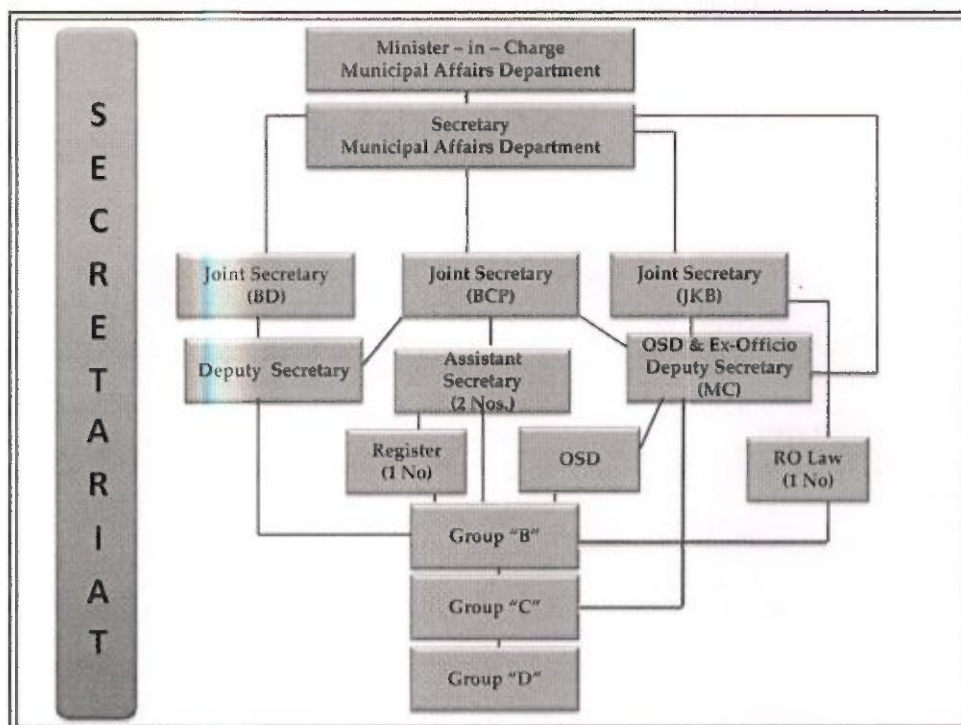 SECRETARIAT
Minister – in – Charge
Municipal Affairs Department
Secretary
Municipal Affairs Department
Joint Secretary
(BD)
Joint Secretary
(BCP)
Joint Secretary
(JKB)
Deputy Secretary
Assistant
Secretary
(2 Nos.)
OSD & Ex-Officio
Deputy Secretary
(MC)
Register
(1 No)
OSD
RO Law
(1 No)
Group "B"
Group "C"
Group "D"